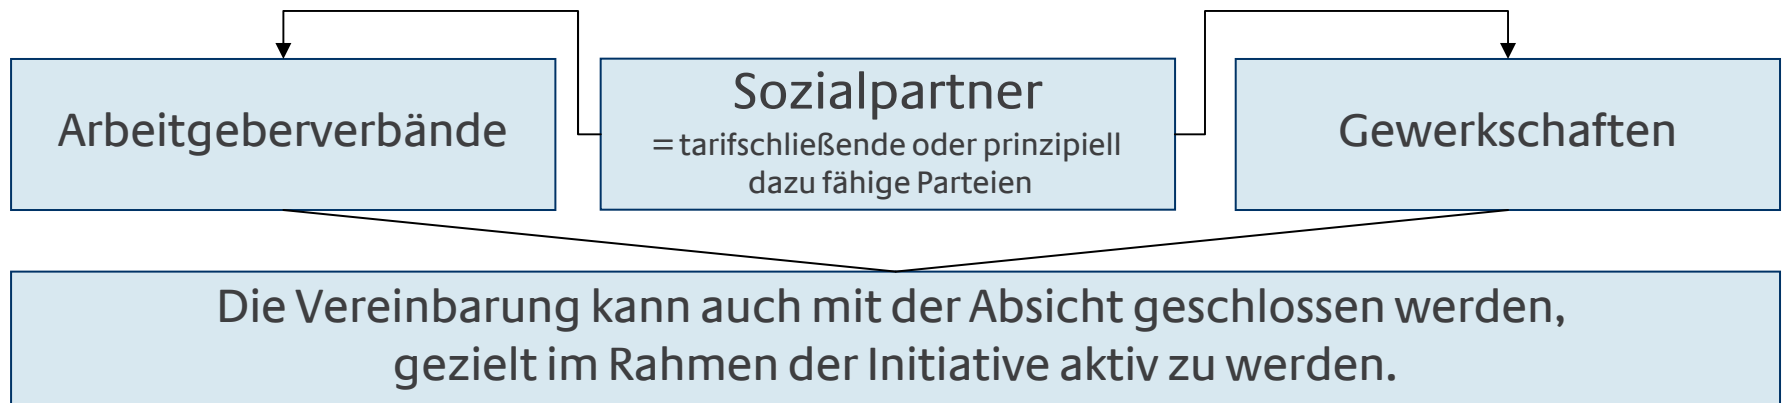 Arbeitgeberverbände
Sozialpartner
= tarifschließende oder prinzipiell
dazu fähige Parteien
Gewerkschaften
Die Vereinbarung kann auch mit der Absicht geschlossen werden,
gezielt im Rahmen der Initiative aktiv zu werden.